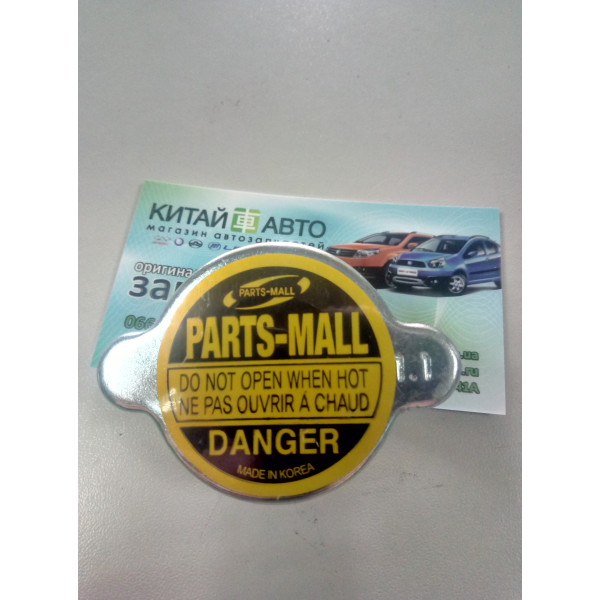 КИТАЙ 車 АВТО
магазин автозапчастей
PARTS-MALL
PARTS-MALL
DO NOT OPEN WHEN HOT
NE PAS OUVRIR À CHAUD
DANGER
MADE IN KOREA